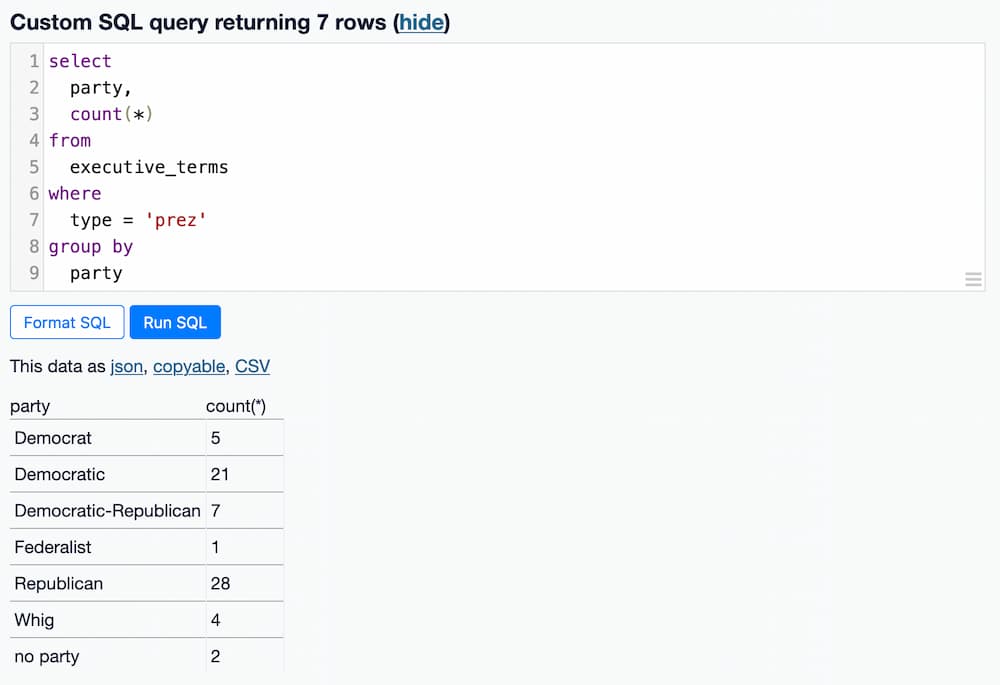 Custom SQL query returning 7 rows (hide)
1 select
2   party,
3   count(*)
4 from
5   executive_terms
6 where
7   type = 'prez'
8 group by
9   party
Format SQL Run SQL
This data as json, copyable, CSV
party count(*)
Democrat 5
Democratic 21
Democratic-Republican 7
Federalist 1
Republican 28
Whig 4
no party 2